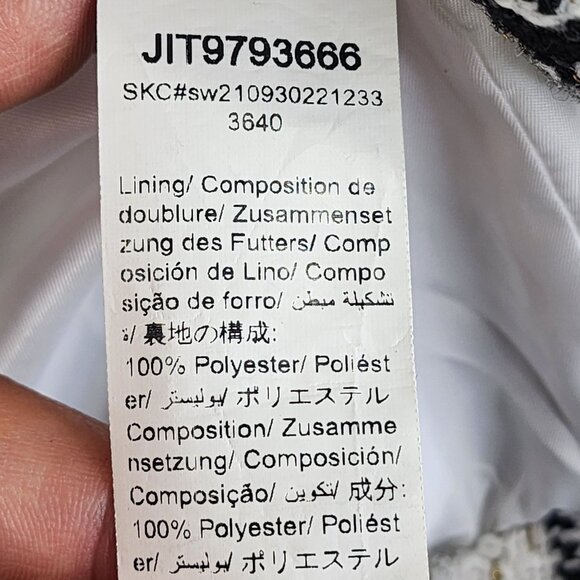 JIT9793666
SKC#sw210930221233
3640
Lining/ Composition de
doublure/ Zusammenset
zung des Futters/ Comp
osición de Lino/ Compo
sição de forro/ تشكيلة مبطن
ة/ 裏地の構成:
100% Polyester/ Poliést
er/ بوليستر/ ポリエステル
Composition/ Zusamme
nsetzung/ Composición/
Composição/ تكوين/ 成分:
100% Polyester/ Poliést
er/ بوليستر/ ポリエステル